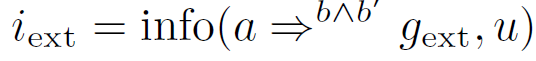 i_ext = info(a ⇒^{b∧b′} g_ext, u)